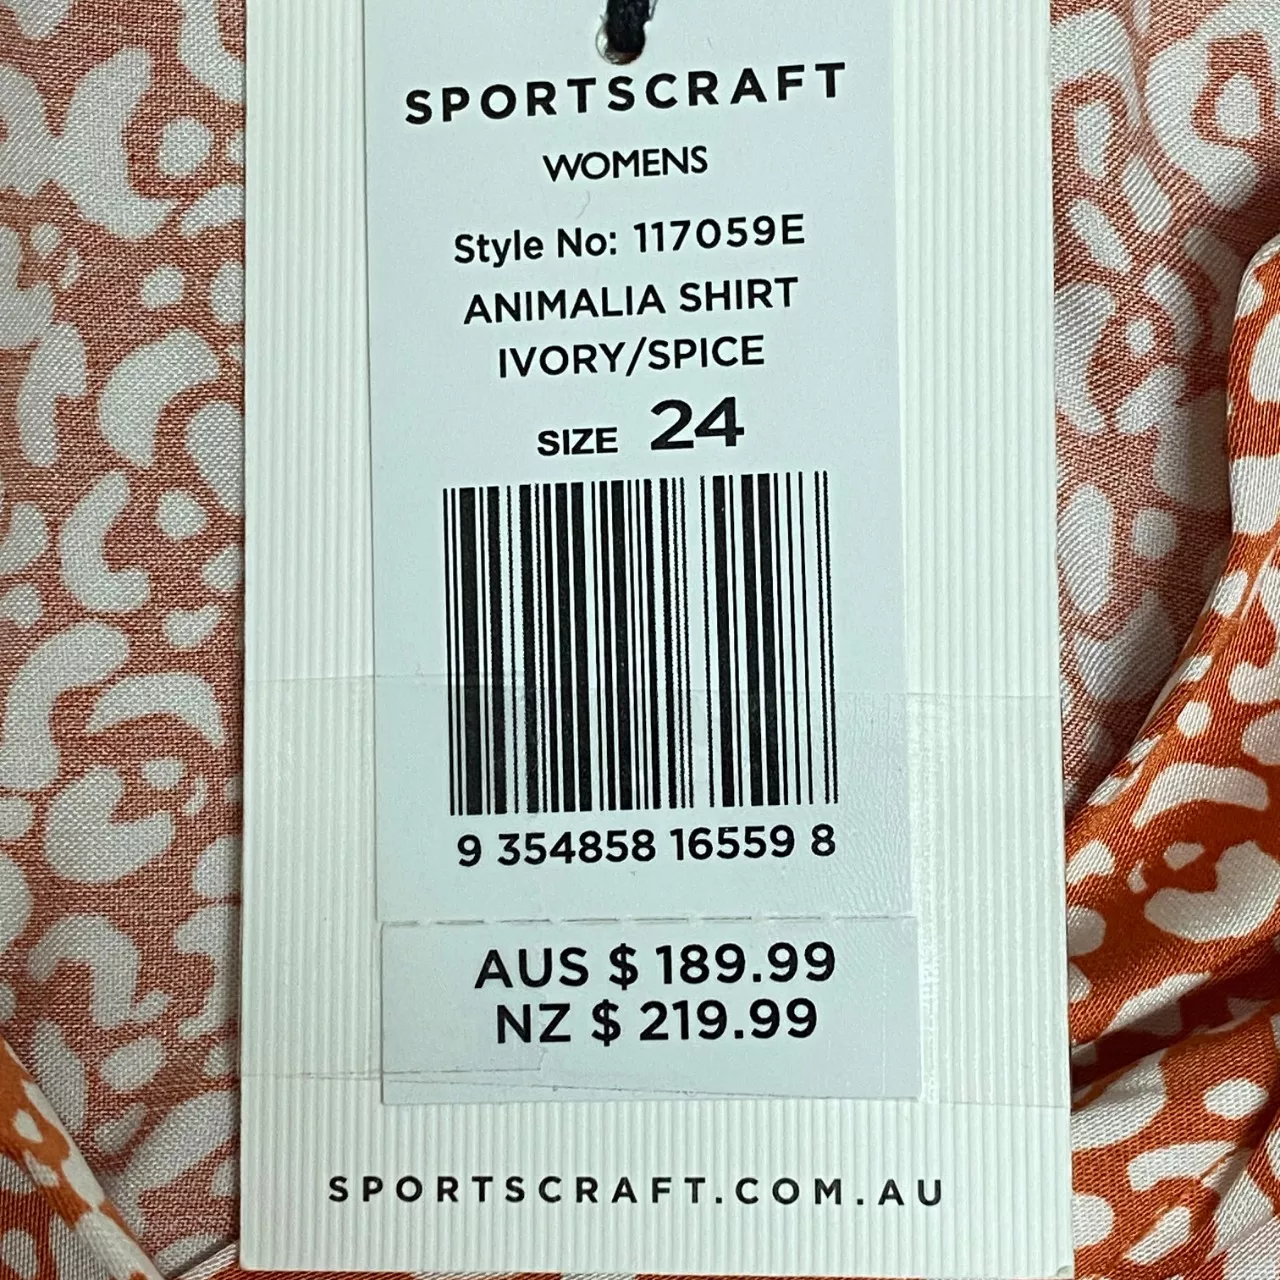 SPORTSCRAFT
WOMENS
Style No: 117059E
ANIMALIA SHIRT
IVORY/SPICE
SIZE 24
9 354858 16559 8
AUS $ 189.99
NZ $ 219.99
SPORTSCRAFT.COM.AU